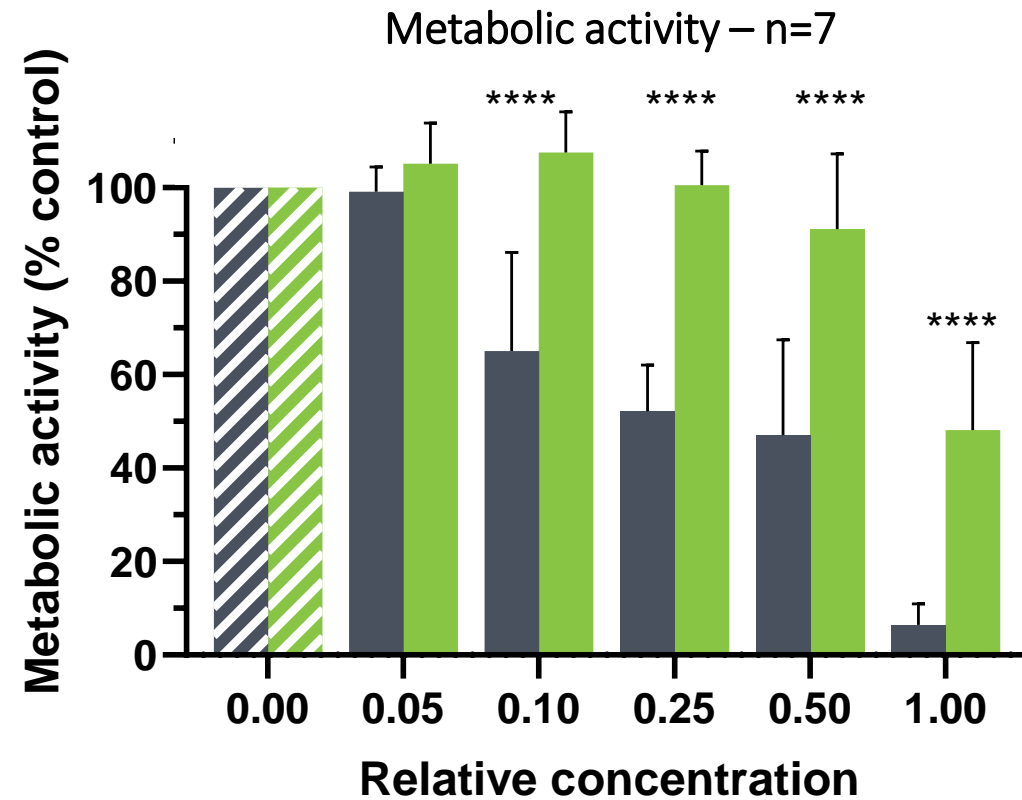 Metabolic activity – n=7
Metabolic activity (% control)
**** **** ****
****
100
80
60
40
20
0
0.00 0.05 0.10 0.25 0.50 1.00
Relative concentration